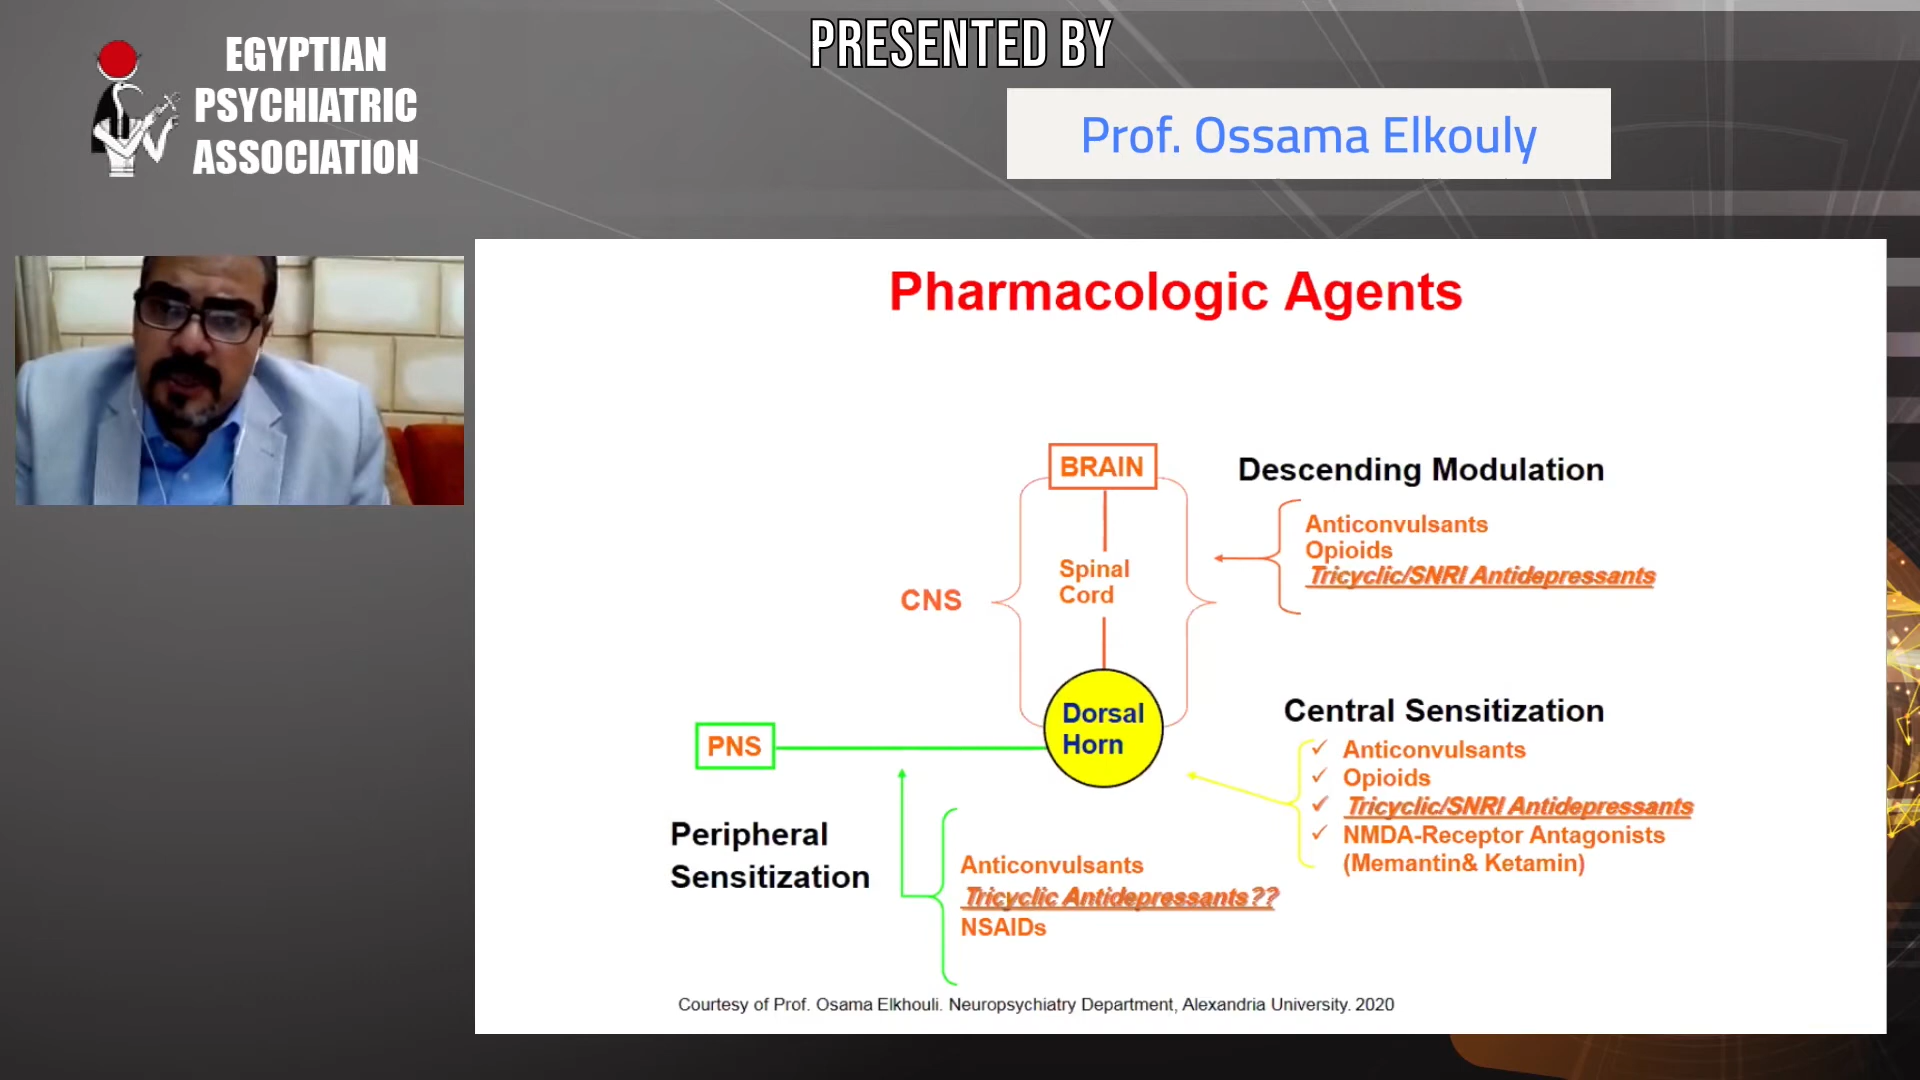 EGYPTIAN
PSYCHIATRIC
ASSOCIATION
PRESENTED BY
Prof. Ossama Elkouly
Pharmacologic Agents
BRAIN
Spinal
Cord
CNS
Dorsal
Horn
PNS
Descending Modulation
Anticonvulsants
Opioids
Tricyclic/SNRI Antidepressants
Central Sensitization
✓ Anticonvulsants
✓ Opioids
✓ Tricyclic/SNRI Antidepressants
✓ NMDA-Receptor Antagonists
(Memantin& Ketamin)
Peripheral
Sensitization
Anticonvulsants
Tricyclic Antidepressants??
NSAIDs
Courtesy of Prof. Osama Elkhouli. Neuropsychiatry Department, Alexandria University. 2020